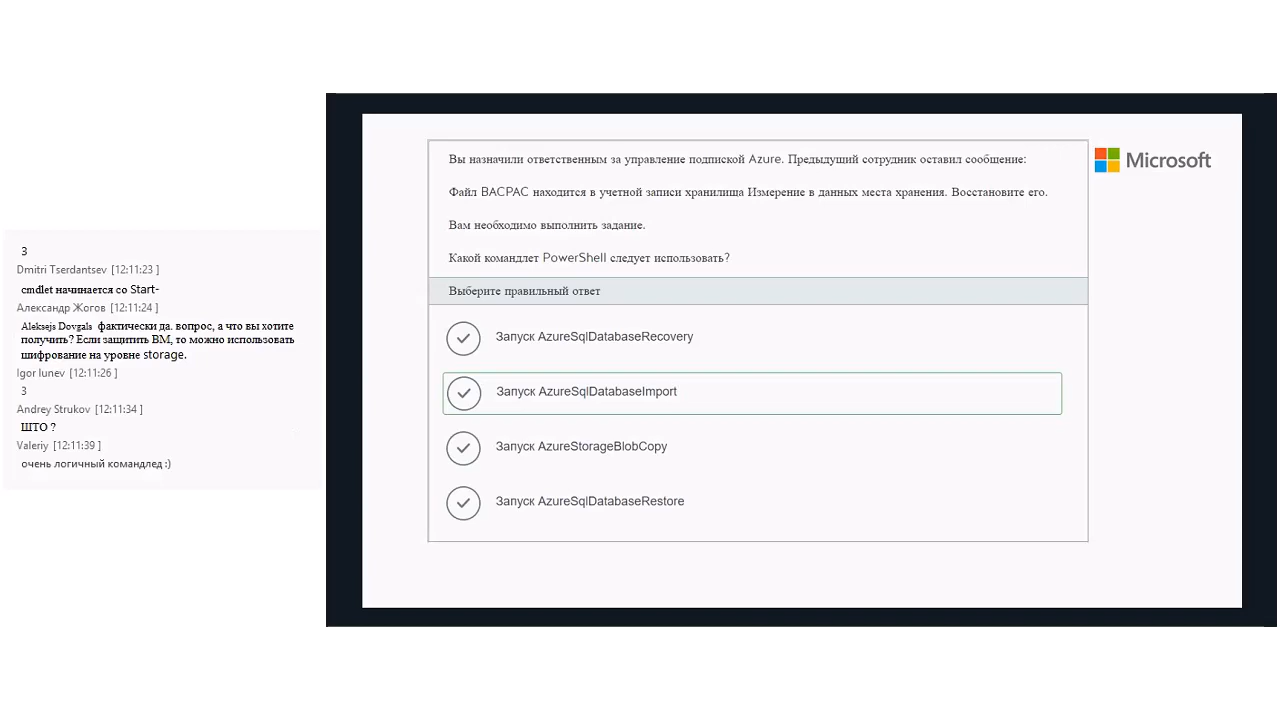 3
Dmitri Tserdantsev [12:11:23 ]
cmdlet начинается со Start-
Александр Жогов [12:11:24 ]
Aleksejs Dovgals фактически да. вопрос, а что вы хотите
получить? Если защитить ВМ, то можно использовать
шифрование на уровне storage.
Igor Iunev [12:11:26 ]
3
Andrey Strukov [12:11:34 ]
ШТО ?
Valeriy [12:11:39 ]
очень логичный командлед :)
Вы назначили ответственным за управление подпиской Azure. Предыдущий сотрудник оставил сообщение:
Файл BACPAC находится в учетной записи хранилища Измерение в данных места хранения. Восстановите его.
Вам необходимо выполнить задание.
Какой командлет PowerShell следует использовать?
Выберите правильный ответ
Запуск AzureSqlDatabaseRecovery
Запуск AzureSqlDatabaseImport
Запуск AzureStorageBlobCopy
Запуск AzureSqlDatabaseRestore
Microsoft